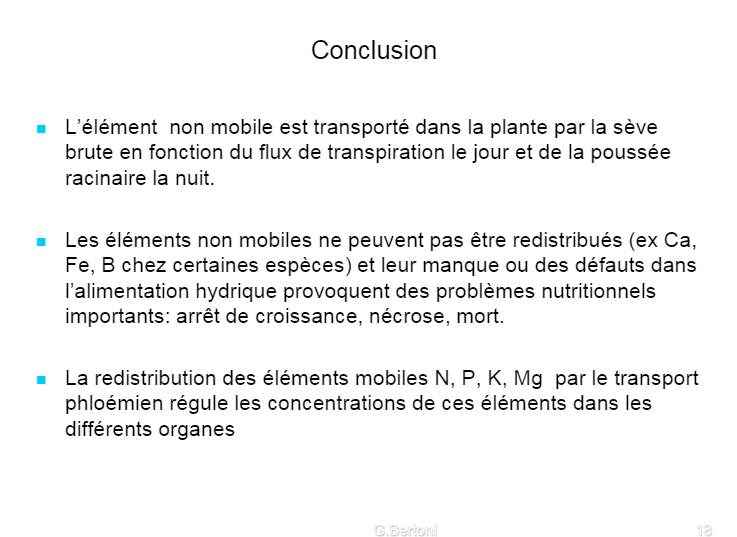 Conclusion
L’élément  non mobile est transporté dans la plante par la sève
brute en fonction du flux de transpiration le jour et de la poussée
racinaire la nuit.
Les éléments non mobiles ne peuvent pas être redistribués (ex Ca,
Fe, B chez certaines espèces) et leur manque ou des défauts dans
l’alimentation hydrique provoquent des problèmes nutritionnels
importants: arrêt de croissance, nécrose, mort.
La redistribution des éléments mobiles N, P, K, Mg  par le transport
phloémien régule les concentrations de ces éléments dans les
différents organes
G.Bertoni 18